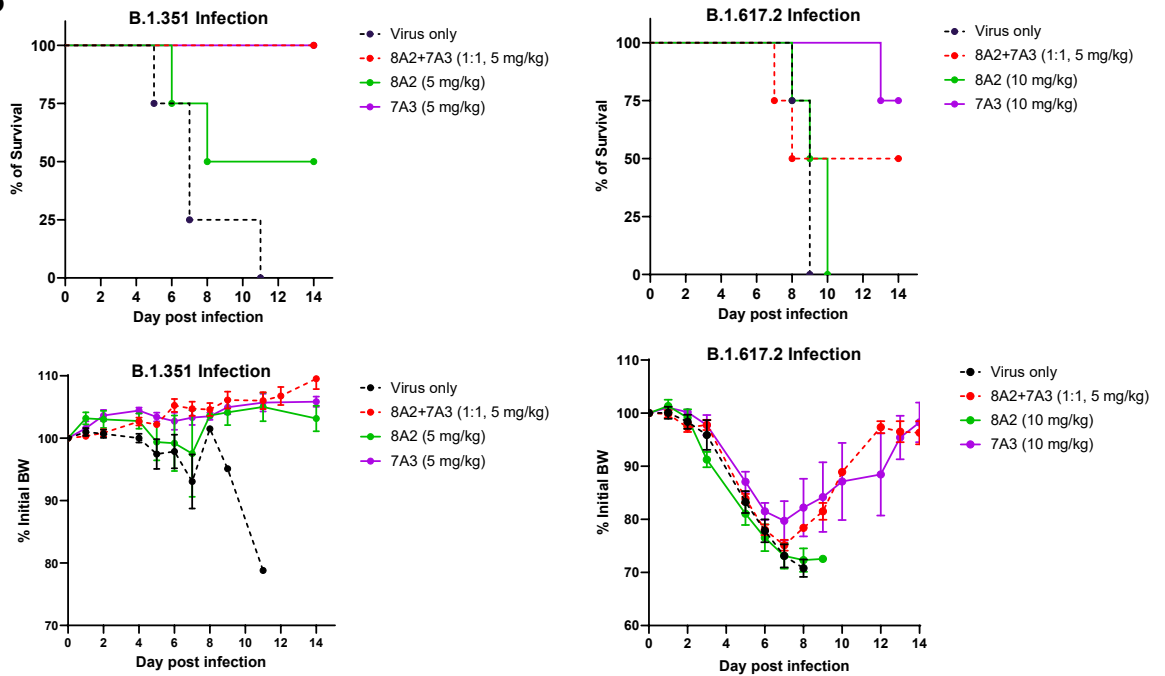 B.1.351 Infection
100
75
50
25
0
% of Survival
0 2 4 6 8 10 12 14
Day post infection
Virus only
8A2+7A3 (1:1, 5 mg/kg)
8A2 (5 mg/kg)
7A3 (5 mg/kg)
B.1.617.2 Infection
100
75
50
25
0
% of Survival
0 2 4 6 8 10 12 14
Day post infection
Virus only
8A2+7A3 (1:1, 5 mg/kg)
8A2 (10 mg/kg)
7A3 (10 mg/kg)
B.1.351 Infection
110
100
90
80
70
% Initial BW
0 2 4 6 8 10 12 14
Day post infection
Virus only
8A2+7A3 (1:1, 5 mg/kg)
8A2 (5 mg/kg)
7A3 (5 mg/kg)
B.1.617.2 Infection
110
100
90
80
70
60
% Initial BW
0 2 4 6 8 10 12 14
Day post infection
Virus only
8A2+7A3 (1:1, 5 mg/kg)
8A2 (10 mg/kg)
7A3 (10 mg/kg)